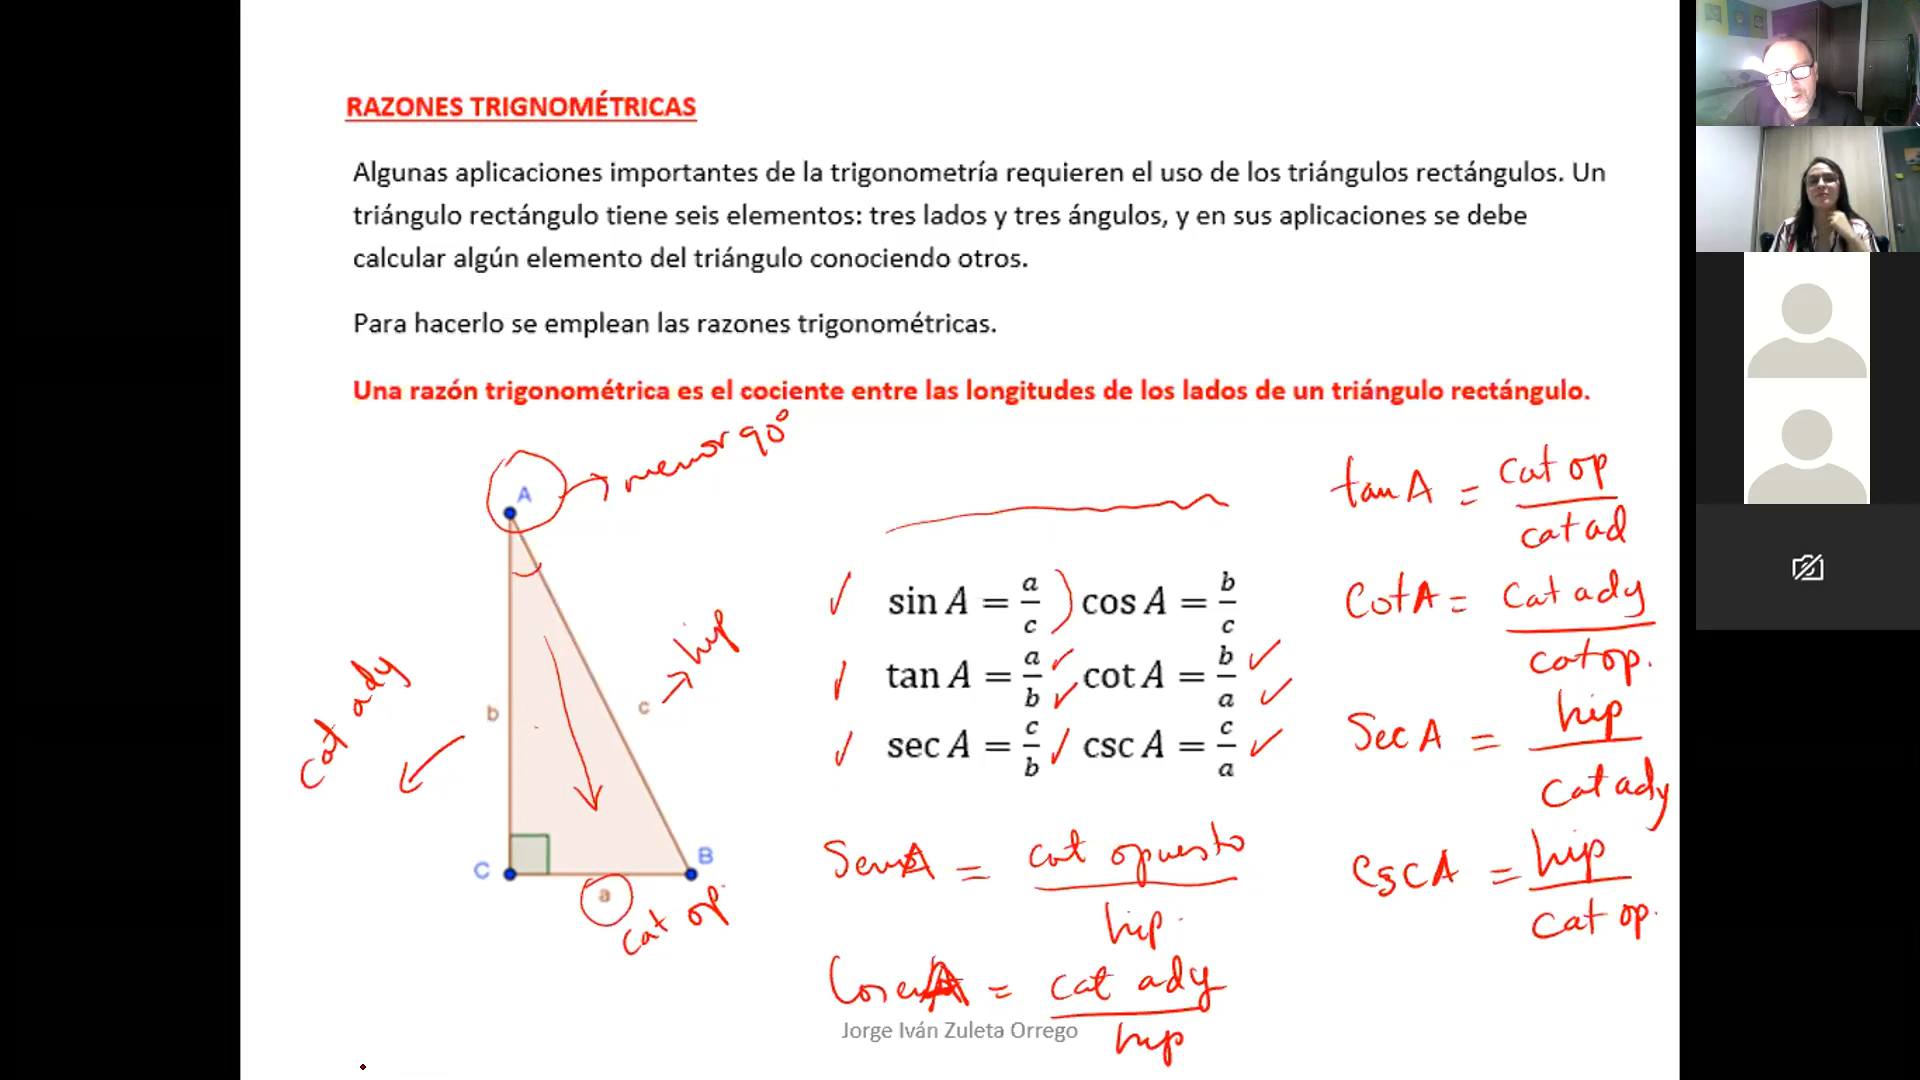 RAZONES TRIGNOMÉTRICAS
Algunas aplicaciones importantes de la trigonometría requieren el uso de los triángulos rectángulos. Un
triángulo rectángulo tiene seis elementos: tres lados y tres ángulos, y en sus aplicaciones se debe
calcular algún elemento del triángulo conociendo otros.
Para hacerlo se emplean las razones trigonométricas.
Una razón trigonométrica es el cociente entre las longitudes de los lados de un triángulo rectángulo.
menor 90°
A
cat ady
b
c
hip
C
B
a
cat op.
sin A = a/c cos A = b/c
tan A = a/b cot A = b/a
sec A = c/b csc A = c/a
Sen A = cat opuesto / hip.
Cosen A = cat ady / hip
tan A = cat op / cat ad
Cot A = cat ady / cat op.
Sec A = hip / cat ady
Csc A = hip / cat op.
Jorge Iván Zuleta Orrego